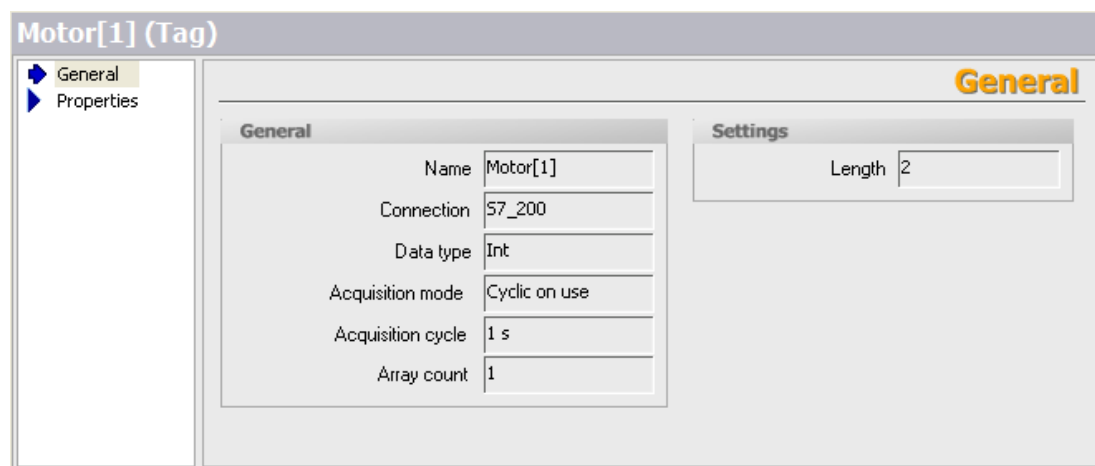 Motor[1] (Tag)
General
Properties
General
General
Name Motor[1]
Connection S7_200
Data type Int
Acquisition mode Cyclic on use
Acquisition cycle 1 s
Array count 1
Settings
Length 2